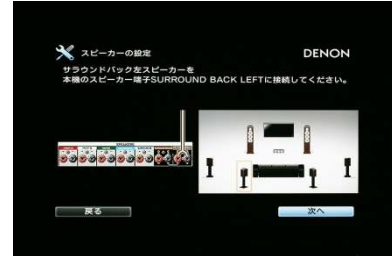 スピーカーの設定
DENON
サラウンドバック左スピーカーを
本機のスピーカー端子SURROUND BACK LEFTに接続してください。
戻る
次へ